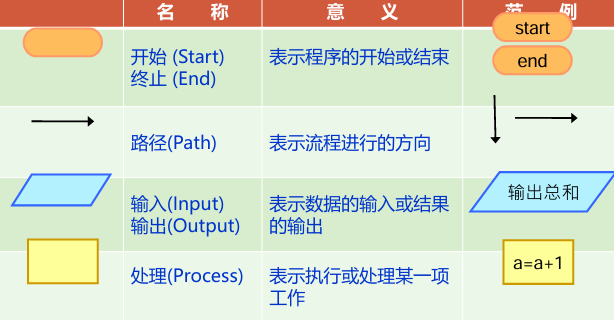 名 称 意 义 范 例
开始 (Start)
终止 (End)
表示程序的开始或结束
start
end
路径(Path)
表示流程进行的方向
输入(Input)
输出(Output)
表示数据的输入或结果
的输出
输出总和
处理(Process)
表示执行或处理某一项
工作
a=a+1